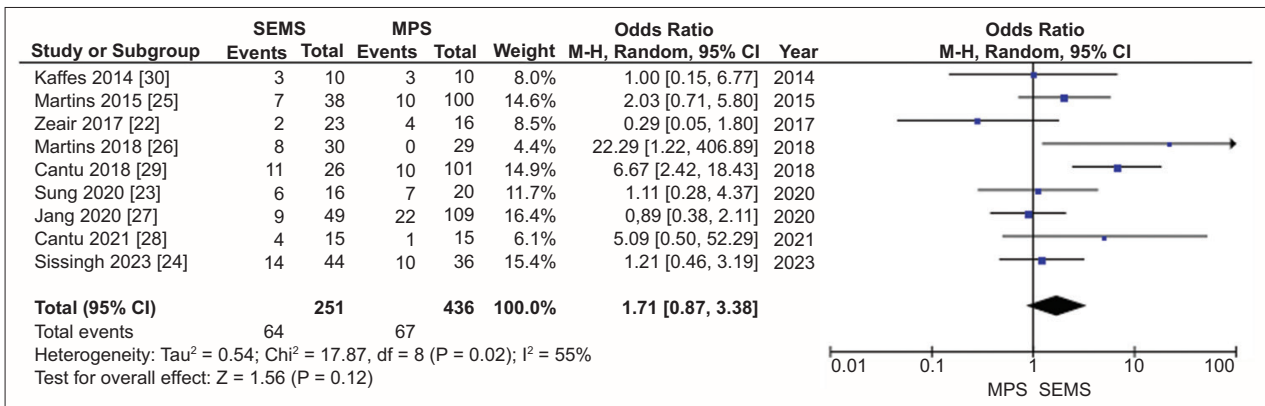 SEMS MPS Odds Ratio Odds Ratio
Study or Subgroup Events Total Events Total Weight M-H, Random, 95% CI Year M-H, Random, 95% CI
Kaffes 2014 [30] 3 10 3 10 8.0% 1.00 [0.15, 6.77] 2014
Martins 2015 [25] 7 38 10 100 14.6% 2.03 [0.71, 5.80] 2015
Zeair 2017 [22] 2 23 4 16 8.5% 0.29 [0.05, 1.80] 2017
Martins 2018 [26] 8 30 0 29 4.4% 22.29 [1.22, 406.89] 2018
Cantu 2018 [29] 11 26 10 101 14.9% 6.67 [2.42, 18.43] 2018
Sung 2020 [23] 6 16 7 20 11.7% 1.11 [0.28, 4.37] 2020
Jang 2020 [27] 9 49 22 109 16.4% 0,89 [0.38, 2.11] 2020
Cantu 2021 [28] 4 15 1 15 6.1% 5.09 [0.50, 52.29] 2021
Sissingh 2023 [24] 14 44 10 36 15.4% 1.21 [0.46, 3.19] 2023
Total (95% CI) 251 436 100.0% 1.71 [0.87, 3.38]
Total events 64 67
Heterogeneity: Tau² = 0.54; Chi² = 17.87, df = 8 (P = 0.02); I² = 55%
Test for overall effect: Z = 1.56 (P = 0.12)
0.01 0.1 1 10 100
MPS SEMS